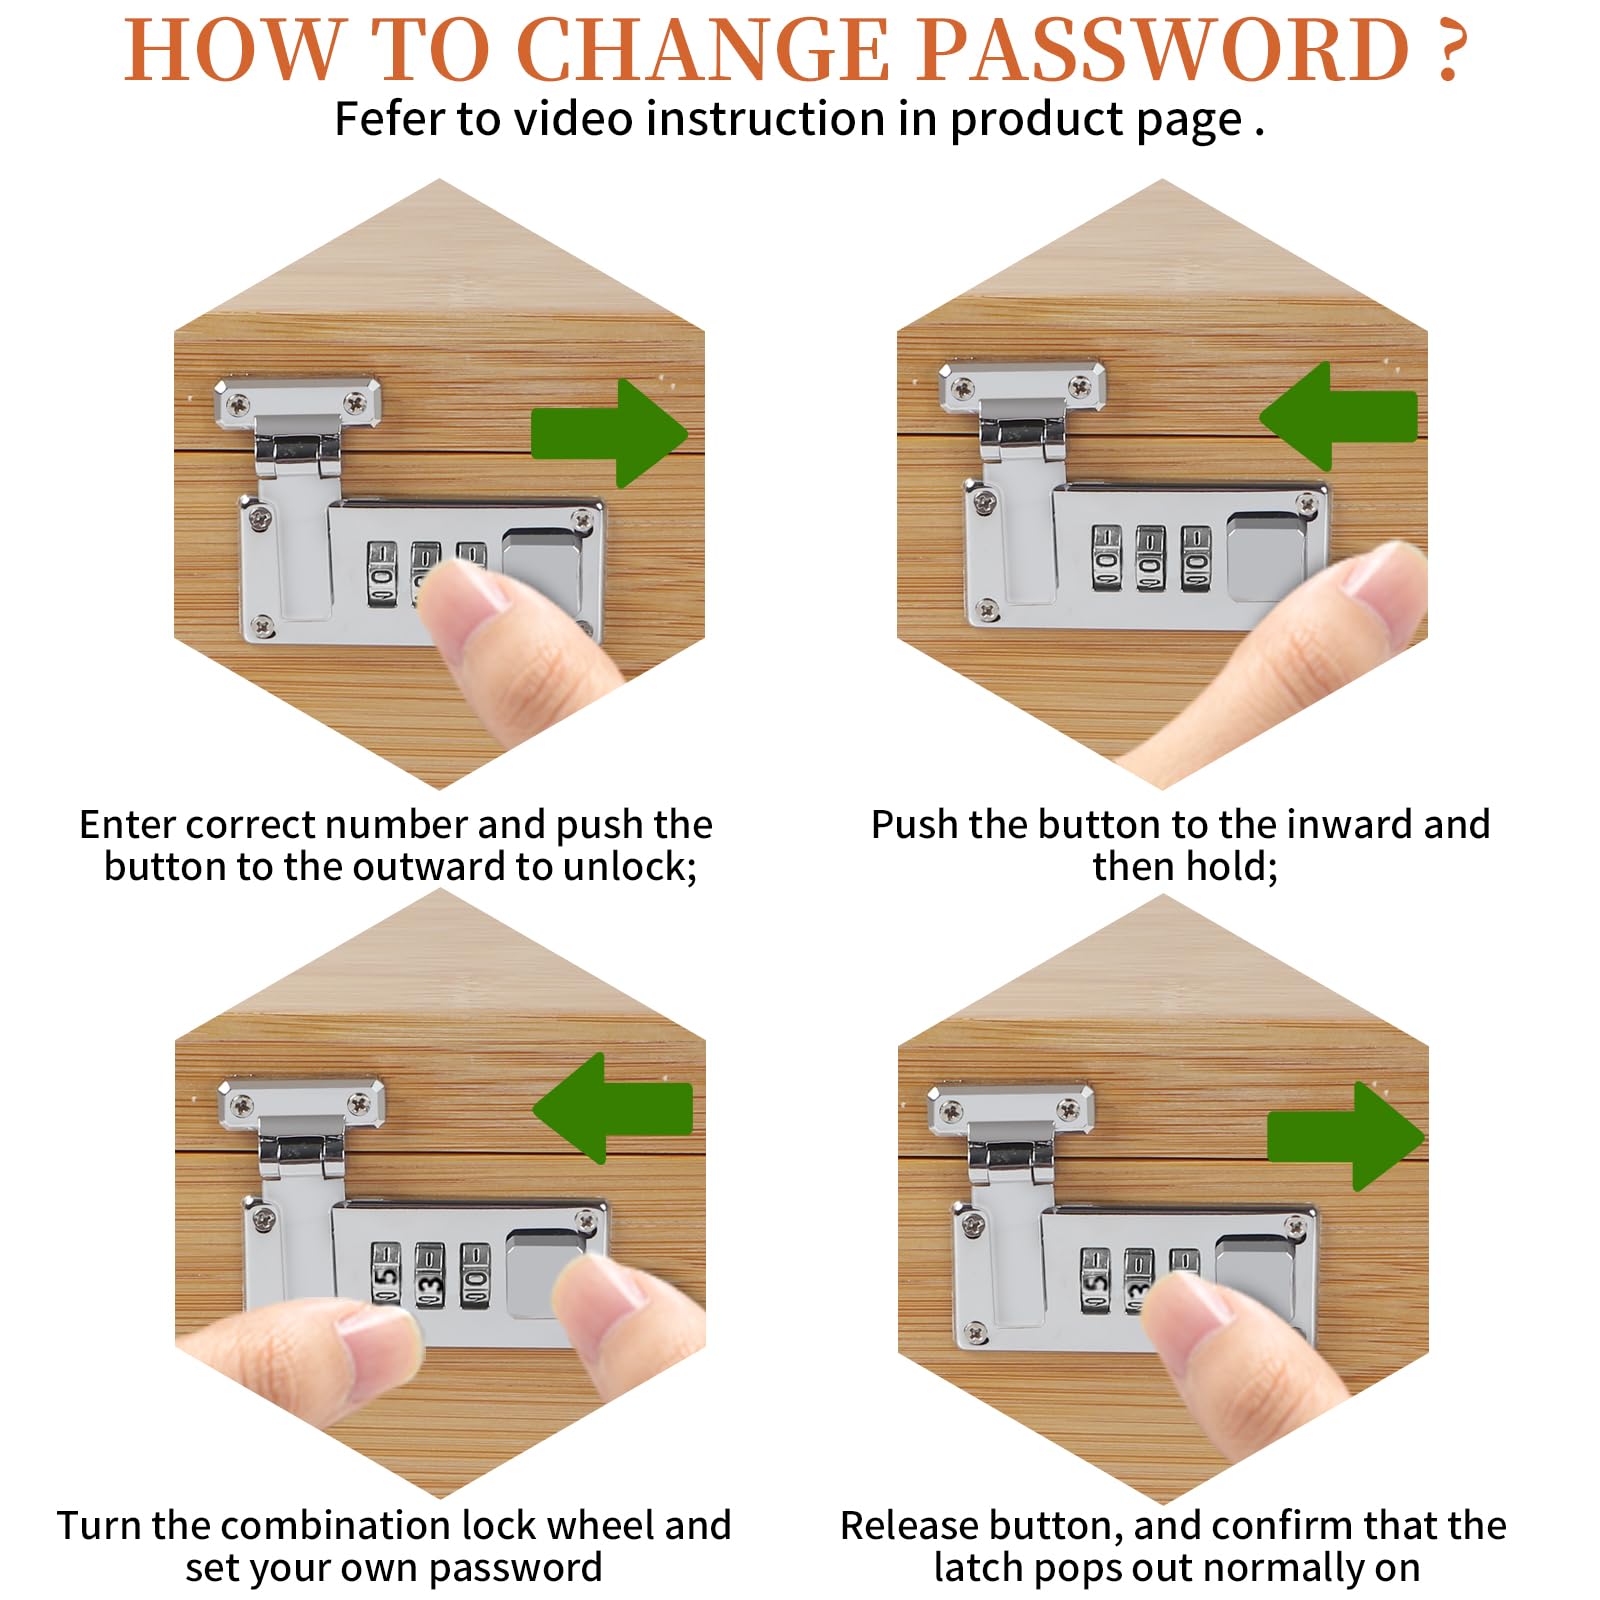 HOW TO CHANGE PASSWORD ?
Fefer to video instruction in product page .
Enter correct number and push the
button to the outward to unlock;
Push the button to the inward and
then hold;
Turn the combination lock wheel and
set your own password
Release button, and confirm that the
latch pops out normally on